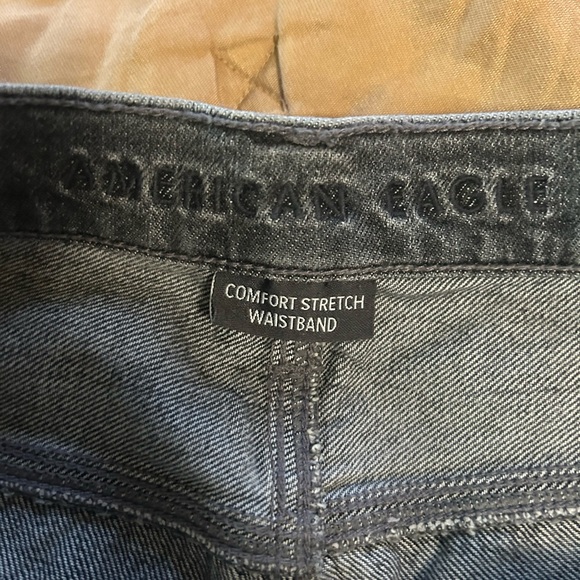 AMERICAN EAGLE
COMFORT STRETCH
WAISTBAND